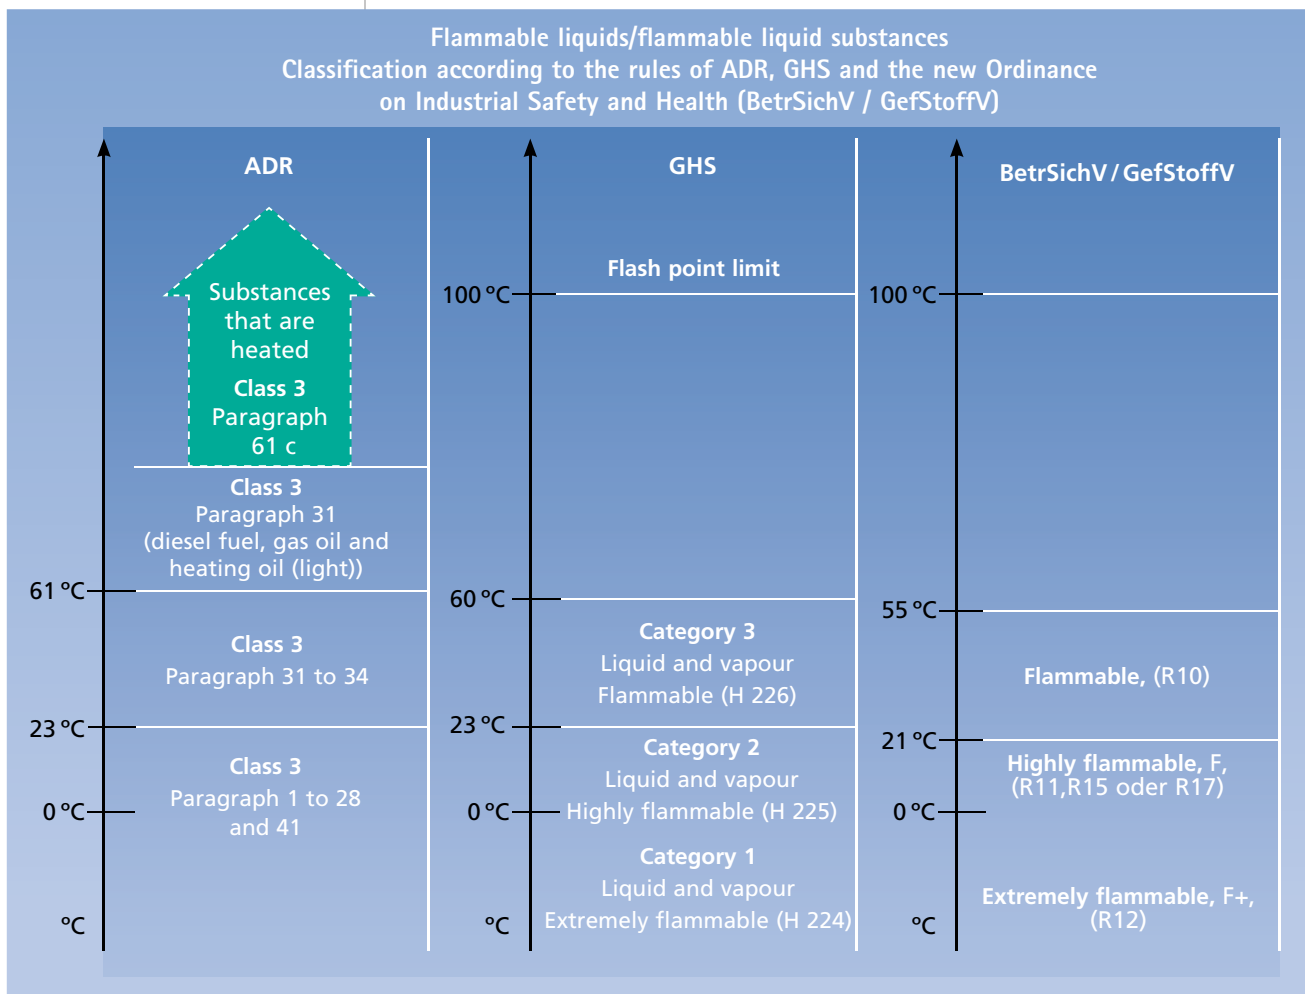 Flammable liquids/flammable liquid substances
Classification according to the rules of ADR, GHS and the new Ordinance
on Industrial Safety and Health (BetrSichV / GefStoffV)
ADR
Substances
that are
heated
Class 3
Paragraph
61 c
Class 3
Paragraph 31
(diesel fuel, gas oil and
heating oil (light))
61 °C
Class 3
Paragraph 31 to 34
23 °C
Class 3
Paragraph 1 to 28
and 41
0 °C
°C
GHS
Flash point limit
100 °C
60 °C
Category 3
Liquid and vapour
Flammable (H 226)
23 °C
Category 2
Liquid and vapour
Highly flammable (H 225)
0 °C
Category 1
Liquid and vapour
Extremely flammable (H 224)
°C
BetrSichV / GefStoffV
100 °C
55 °C
Flammable, (R10)
21 °C
Highly flammable, F,
(R11,R15 oder R17)
0 °C
Extremely flammable, F+,
(R12)
°C